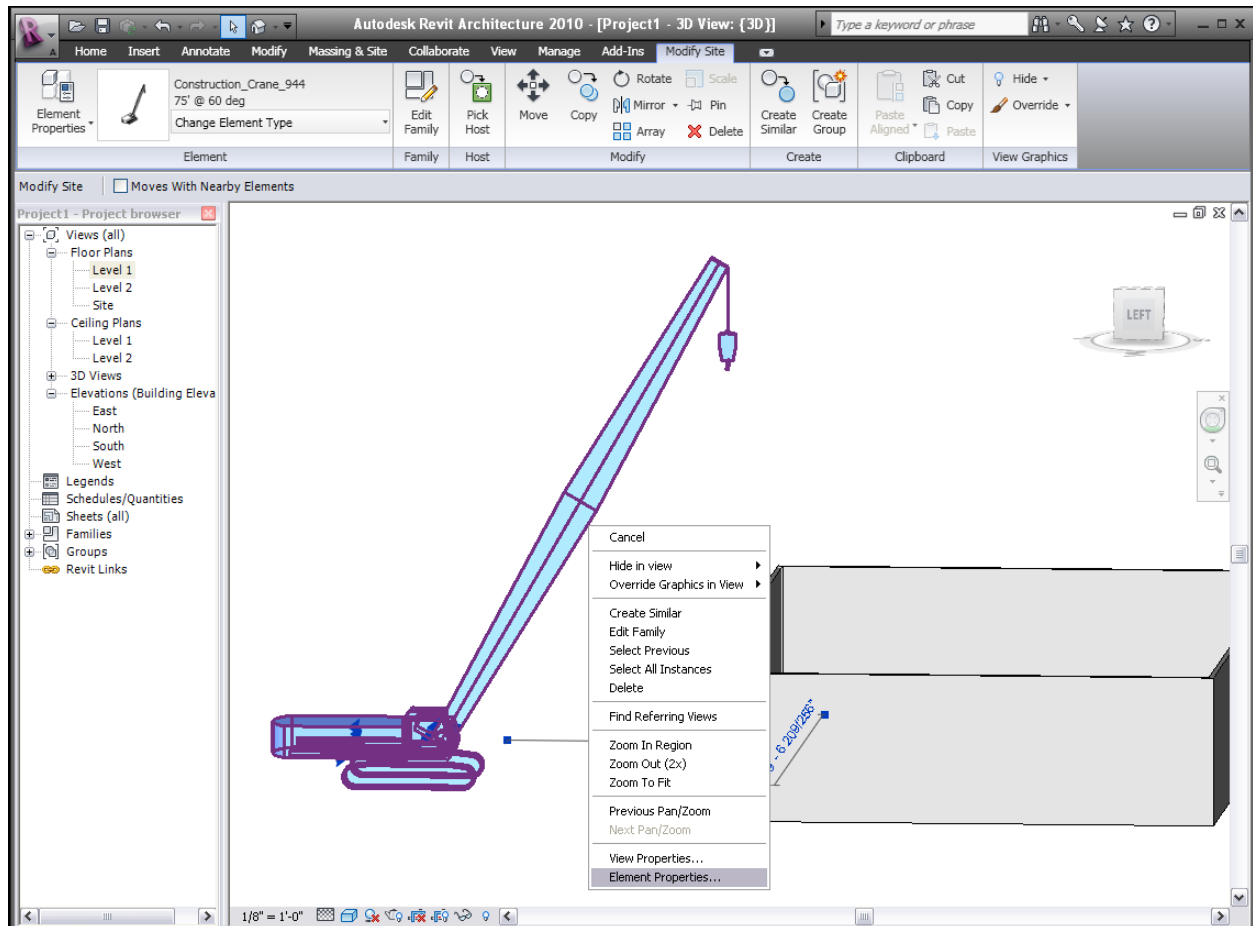 Autodesk Revit Architecture 2010 - [Project1 - 3D View: {3D}]
Type a keyword or phrase
Home Insert Annotate Modify Massing & Site Collaborate View Manage Add-Ins Modify Site
Element Properties
Construction_Crane_944
75' @ 60 deg
Change Element Type
Edit Family
Pick Host
Move
Copy
Rotate
Mirror
Array
Scale
Pin
Delete
Create Similar
Create Group
Paste Aligned
Cut
Copy
Paste
Hide
Override
Element Family Host Modify Create Clipboard View Graphics
Modify Site Moves With Nearby Elements
Project1 - Project browser
Views (all)
Floor Plans
Level 1
Level 2
Site
Ceiling Plans
Level 1
Level 2
3D Views
Elevations (Building Eleva
East
North
South
West
Legends
Schedules/Quantities
Sheets (all)
Families
Groups
Revit Links
LEFT
Cancel
Hide in view
Override Graphics in View
Create Similar
Edit Family
Select Previous
Select All Instances
Delete
Find Referring Views
Zoom In Region
Zoom Out (2x)
Zoom To Fit
Previous Pan/Zoom
Next Pan/Zoom
View Properties...
Element Properties...
- 6 209/256"
1/8" = 1'-0"